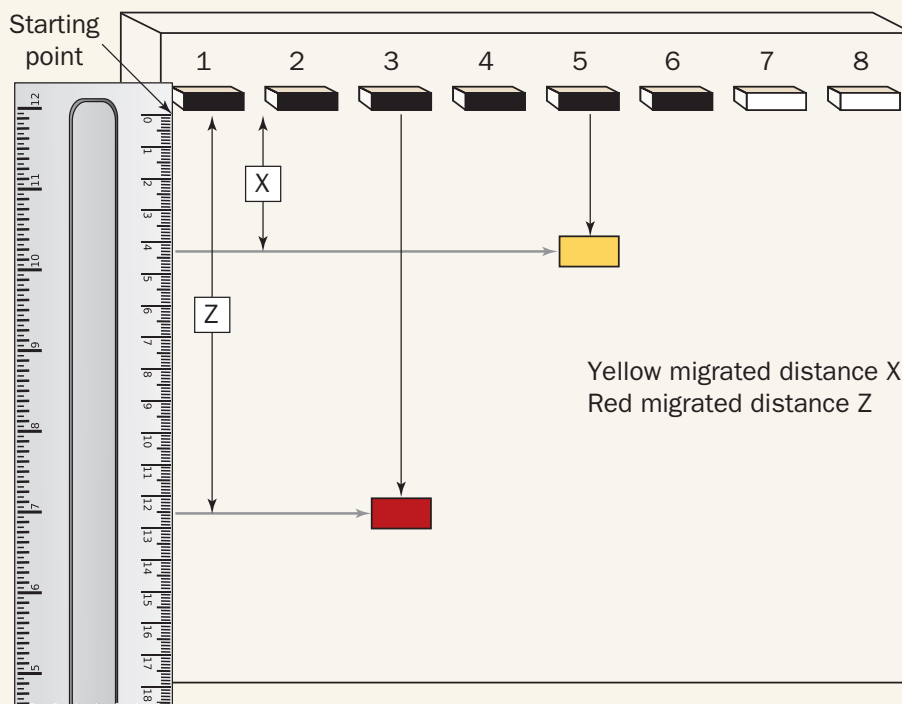 Starting
point
1 2 3 4 5 6 7 8
12 11 10 9 8 7 6 5
0 1 2 3 4 5 6 7 8 9 10 11 12 13 14 15 16 17 18
X
Z
Yellow migrated distance X
Red migrated distance Z